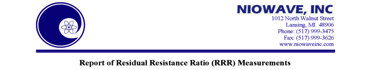 NIOWAVE, INC
1012 North Walnut Street
Lansing, MI 48906
Phone: (517) 999-3475
Fax: (517) 999-3626
www.niowaveinc.com
Report of Residual Resistance Ratio (RRR) Measurements